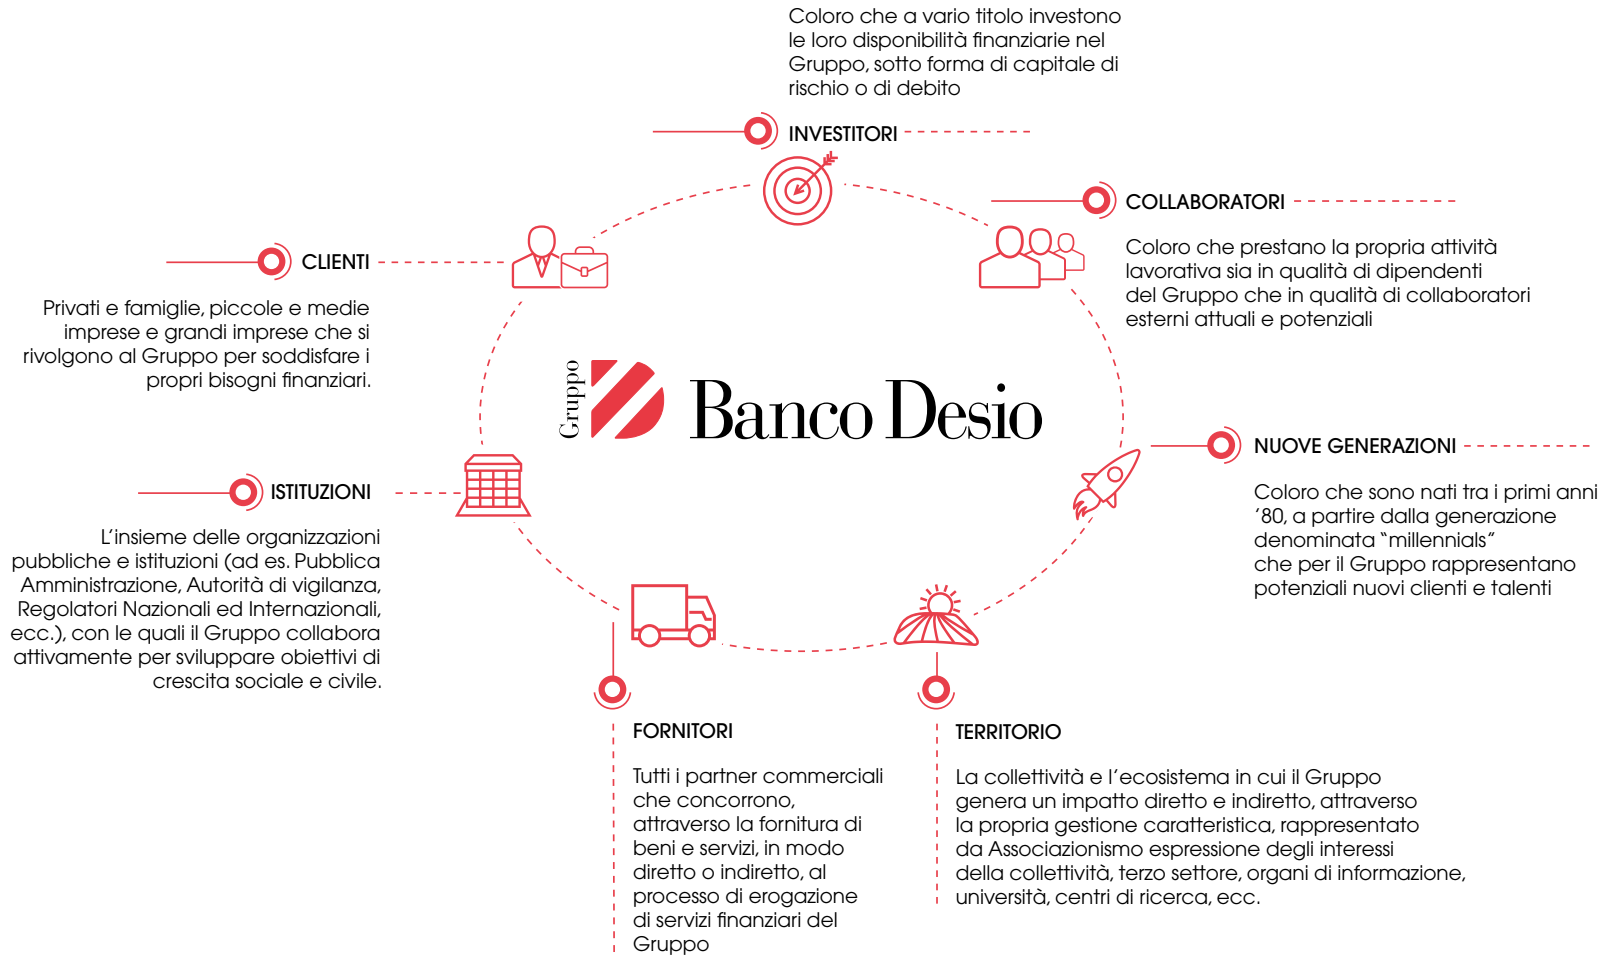 Coloro che a vario titolo investono
le loro disponibilità finanziarie nel
Gruppo, sotto forma di capitale di
rischio o di debito
INVESTITORI
COLLABORATORI
Coloro che prestano la propria attività
lavorativa sia in qualità di dipendenti
del Gruppo che in qualità di collaboratori
esterni attuali e potenziali
CLIENTI
Privati e famiglie, piccole e medie
imprese e grandi imprese che si
rivolgono al Gruppo per soddisfare i
propri bisogni finanziari.
Gruppo
Banco Desio
NUOVE GENERAZIONI
Coloro che sono nati tra i primi anni
‘80, a partire dalla generazione
denominata “millennials”
che per il Gruppo rappresentano
potenziali nuovi clienti e talenti
ISTITUZIONI
L’insieme delle organizzazioni
pubbliche e istituzioni (ad es. Pubblica
Amministrazione, Autorità di vigilanza,
Regolatori Nazionali ed Internazionali,
ecc.), con le quali il Gruppo collabora
attivamente per sviluppare obiettivi di
crescita sociale e civile.
FORNITORI
Tutti i partner commerciali
che concorrono,
attraverso la fornitura di
beni e servizi, in modo
diretto o indiretto, al
processo di erogazione
di servizi finanziari del
Gruppo
TERRITORIO
La collettività e l’ecosistema in cui il Gruppo
genera un impatto diretto e indiretto, attraverso
la propria gestione caratteristica, rappresentato
da Associazionismo espressione degli interessi
della collettività, terzo settore, organi di informazione,
università, centri di ricerca, ecc.